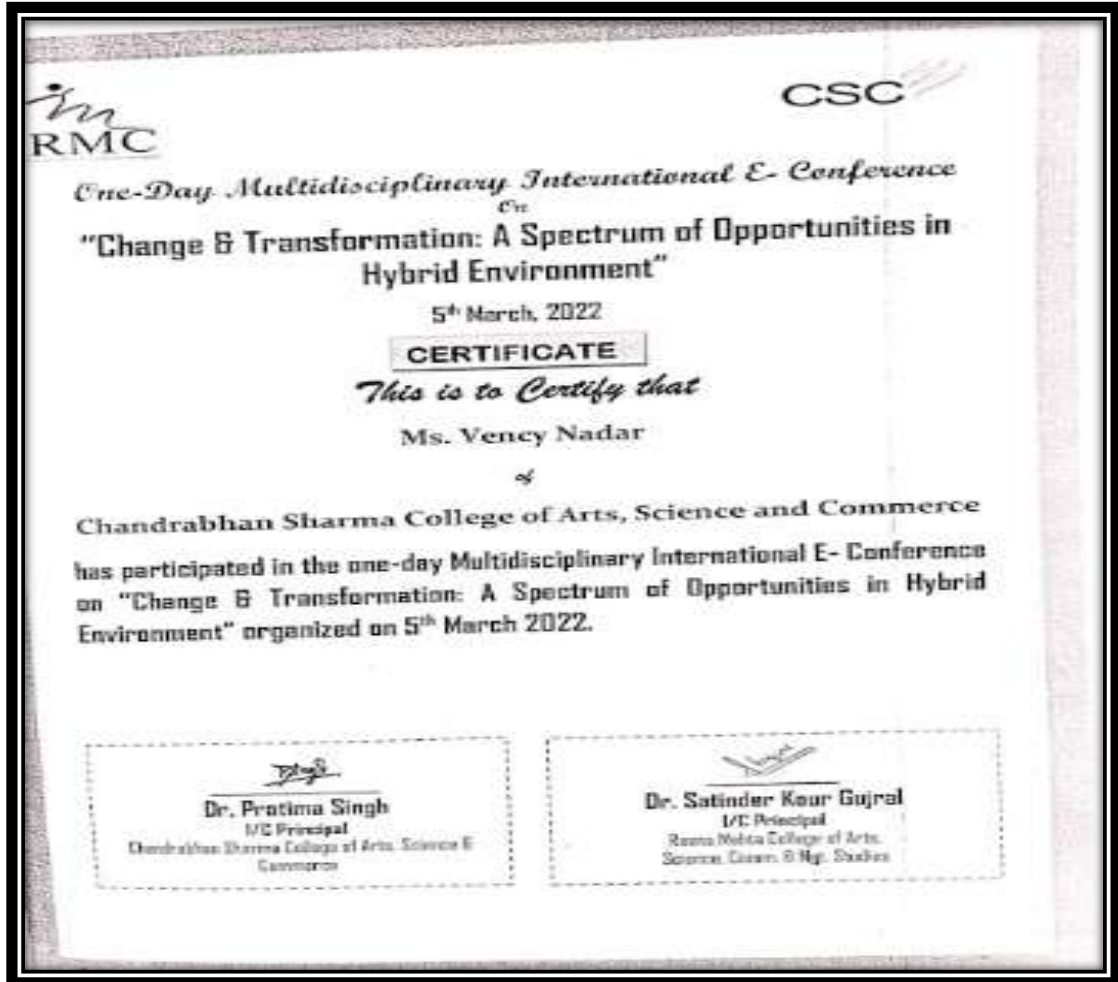 RMC
CSC
One-Day Multidisciplinary International E- Conference
On
"Change & Transformation: A Spectrum of Opportunities in
Hybrid Environment"
5th March, 2022
CERTIFICATE
This is to Certify that
Ms. Vency Nadar
of
Chandrabhan Sharma College of Arts, Science and Commerce
has participated in the one-day Multidisciplinary International E- Conference
on "Change & Transformation: A Spectrum of Opportunities in Hybrid
Environment" organized on 5th March 2022.
Dr. Pratima Singh
I/C Principal
Chandrabhan Sharma College of Arts, Science &
Commerce
Dr. Satinder Kaur Gujral
I/C Principal
Reena Mehta College of Arts,
Science, Comm. & Mgt. Studies